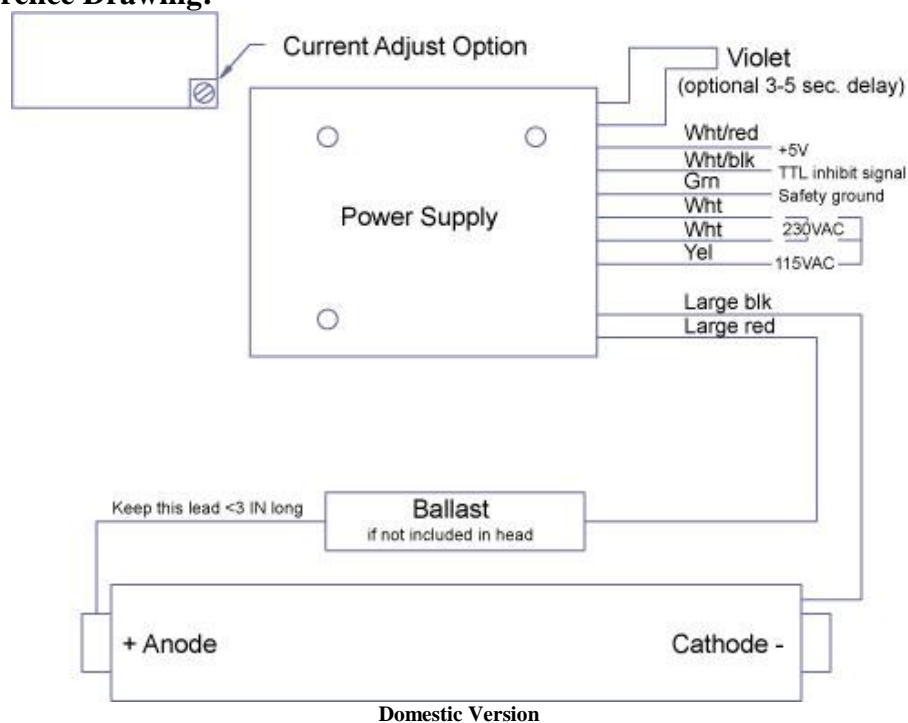 Drawing:
Current Adjust Option
Violet
(optional 3-5 sec. delay)
Wht/red
+5V
Wht/blk
TTL inhibit signal
Grn
Safety ground
Power Supply
Wht
Wht
230VAC
Yel
115VAC
Large blk
Large red
Keep this lead <3 IN long
Ballast
if not included in head
+ Anode
Cathode -
Domestic Version